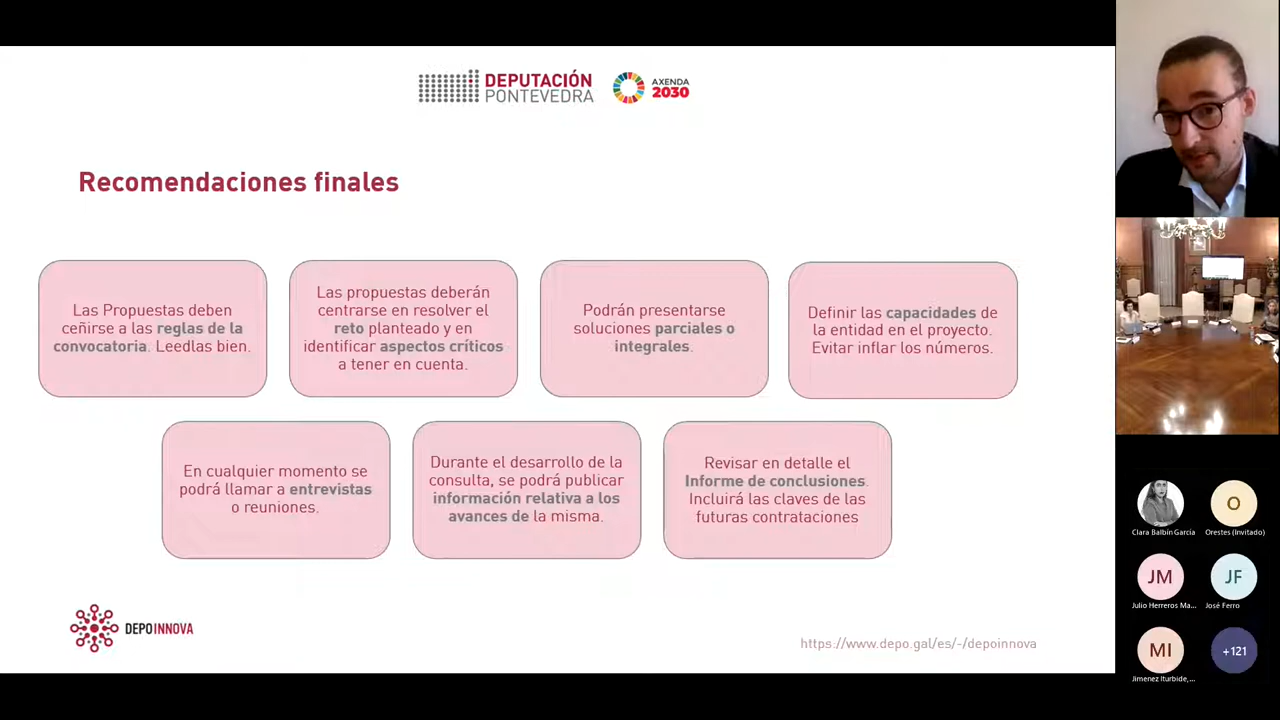 DEPUTACIÓN
PONTEVEDRA
AXENDA
2030
Recomendaciones finales
Las Propuestas deben
ceñirse a las reglas de la
convocatoria. Leedlas bien.
Las propuestas deberán
centrarse en resolver el
reto planteado y en
identificar aspectos críticos
a tener en cuenta.
Podrán presentarse
soluciones parciales o
integrales.
Definir las capacidades de
la entidad en el proyecto.
Evitar inflar los números.
En cualquier momento se
podrá llamar a entrevistas
o reuniones.
Durante el desarrollo de la
consulta, se podrá publicar
información relativa a los
avances de la misma.
Revisar en detalle el
Informe de conclusiones.
Incluirá las claves de las
futuras contrataciones
DEPOINNOVA
https://www.depo.gal/es/-/depoinnova
Clara Balbín García
O
Orestes (Invitado)
JM
Julio Herreros Ma...
JF
José Ferro
MI
Jimenez Iturbide,...
+121